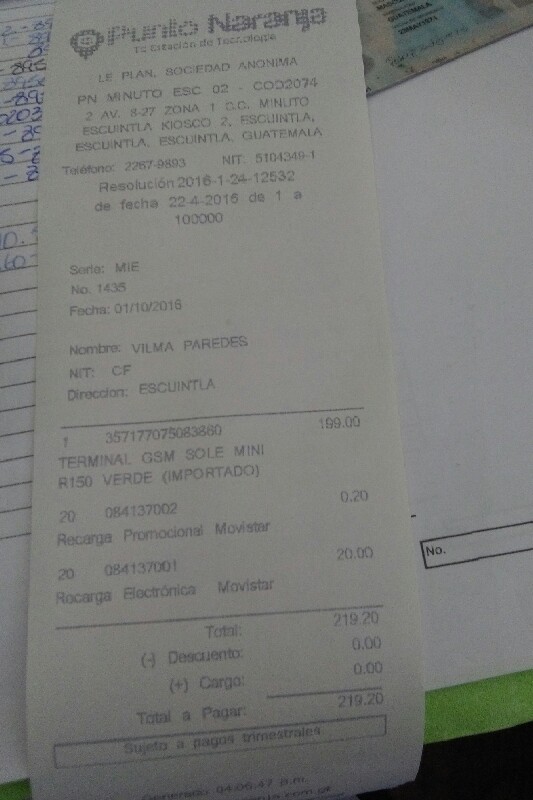 Punto Naranja
Tu Estación de Tecnología
LE PLAN, SOCIEDAD ANONIMA
PN MINUTO ESC 02 - COD2074
2 AV. 8-27 ZONA 1 C.C. MINUTO
ESCUINTLA KIOSCO 2, ESCUINTLA,
ESCUINTLA, ESCUINTLA, GUATEMALA
Teléfono: 2267-9893 NIT: 5104349-1
Resolución 2016-1-24-12532
de fecha 22-4-2016 de 1 a
100000
Serie: MIE
No. 1435
Fecha: 01/10/2016
Nombre: VILMA PAREDES
NIT: CF
Direccion: ESCUINTLA
1 357177075083860 199.00
TERMINAL GSM SOLE MINI
R150 VERDE (IMPORTADO)
20 084137002 0.20
Recarga Promocional Movistar
20 084137001 20.00
Recarga Electrónica Movistar
Total: 219.20
(-) Descuento: 0.00
(+) Cargo: 0.00
Total a Pagar: 219.20
Sujeto a pagos trimestrales
Generado 04:06:47 p.m.
No.
GUATEMALA